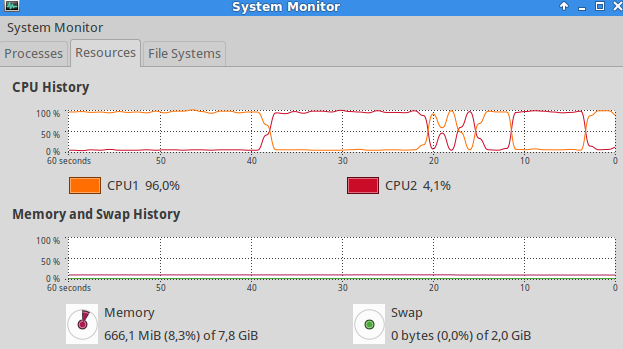 System Monitor
System Monitor
Processes Resources File Systems
CPU History
100 %
50 %
0 %
60 seconds 50 40 30 20 10 0
CPU1 96,0% CPU2 4,1%
Memory and Swap History
100 %
50 %
0 %
60 seconds 50 40 30 20 10 0
Memory Swap
666,1 MiB (8,3%) of 7,8 GiB 0 bytes (0,0%) of 2,0 GiB